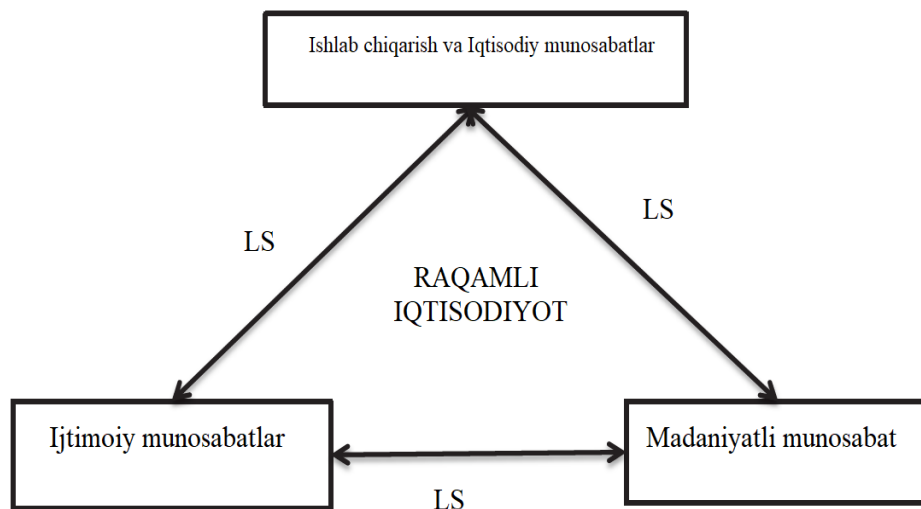 Ishlab chiqarish va Iqtisodiy munosabatlar
LS
LS
RAQAMLI
IQTISODIYOT
Ijtimoiy munosabatlar
Madaniyatli munosabat
LS